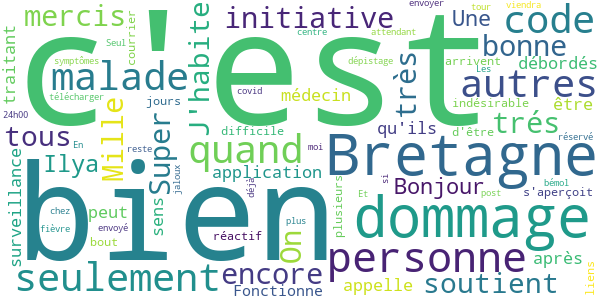 mercis
c'est
initiative
Une
code
envoyer
viendra
tour
traitant
Seul
courrier
centre
attendant
bonne
symptômes
malade
J'habite
très
arrivent
Les
débordés
autres
télécharger
covid
dépistage
médecin
indésirable
être
24h00
Mille
jours
Super
tous
En
difficile
qu'ils
d'être
trés
réservé
Ilya
reste
quand
moi
Bretagne
surveillance
sens
jaloux
application
déjà
plusieurs
si
Bonjour
bémol
s'aperçoit
bien
chez
peut
Et
plus
post
dommage
fièvre
envoyé
bout
réactif
On
personne
après
liens
seulement
encore
Fonctionne
appelle
soutient